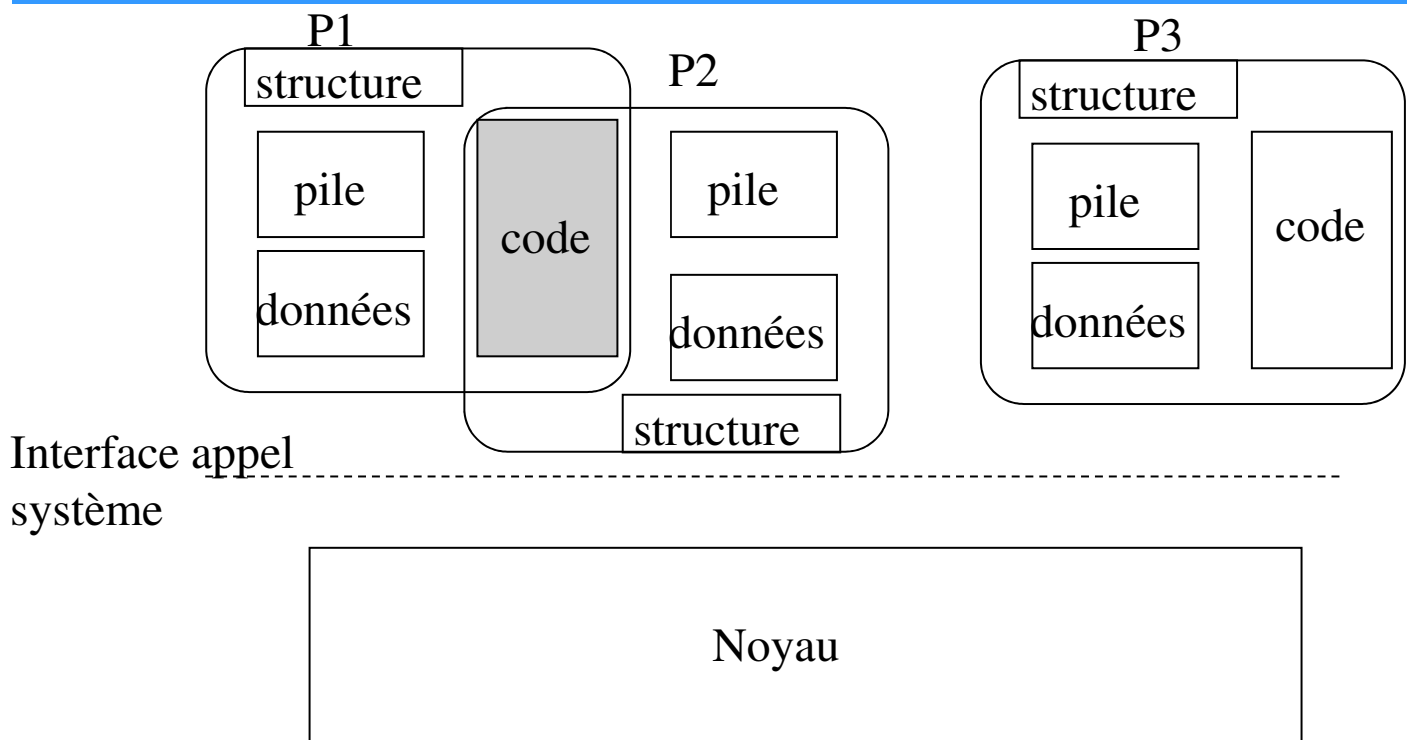 P1
structure
pile
données
code
P2
pile
données
structure
P3
structure
pile
données
code
Interface appel
système
Noyau